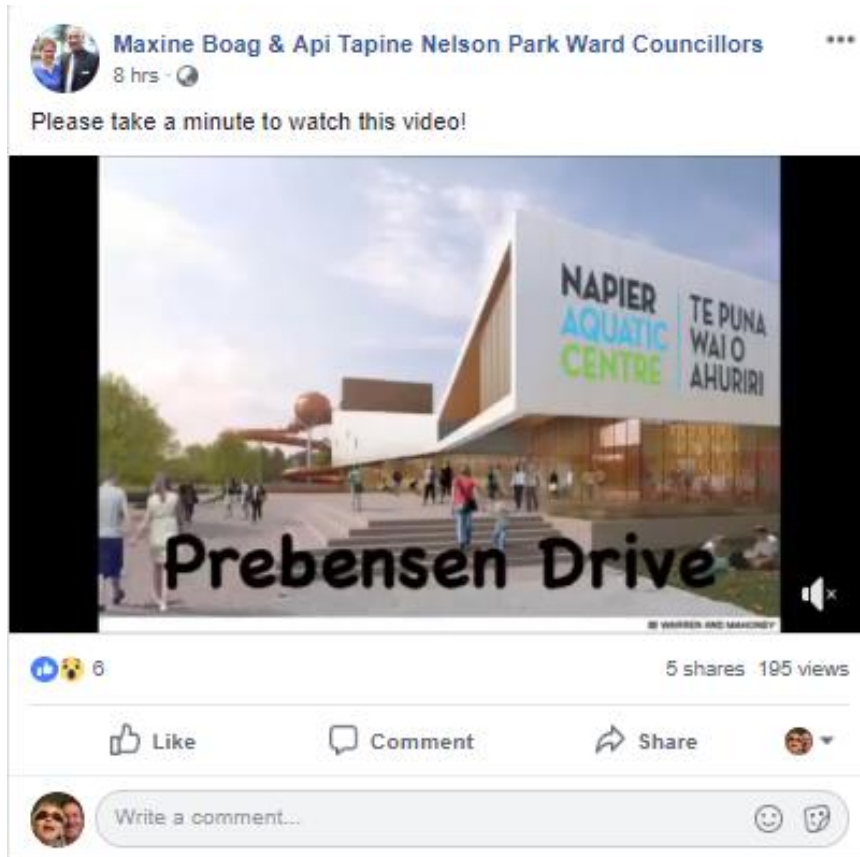 Maxine Boag & Api Tapine Nelson Park Ward Councillors
8 hrs ·
Please take a minute to watch this video!
NAPIER
AQUATIC
CENTRE
TE PUNA
WAI O
AHURIRI
Prebensen Drive
WARREN AND MAHONEY
6
5 shares 195 views
Like Comment Share
Write a comment...